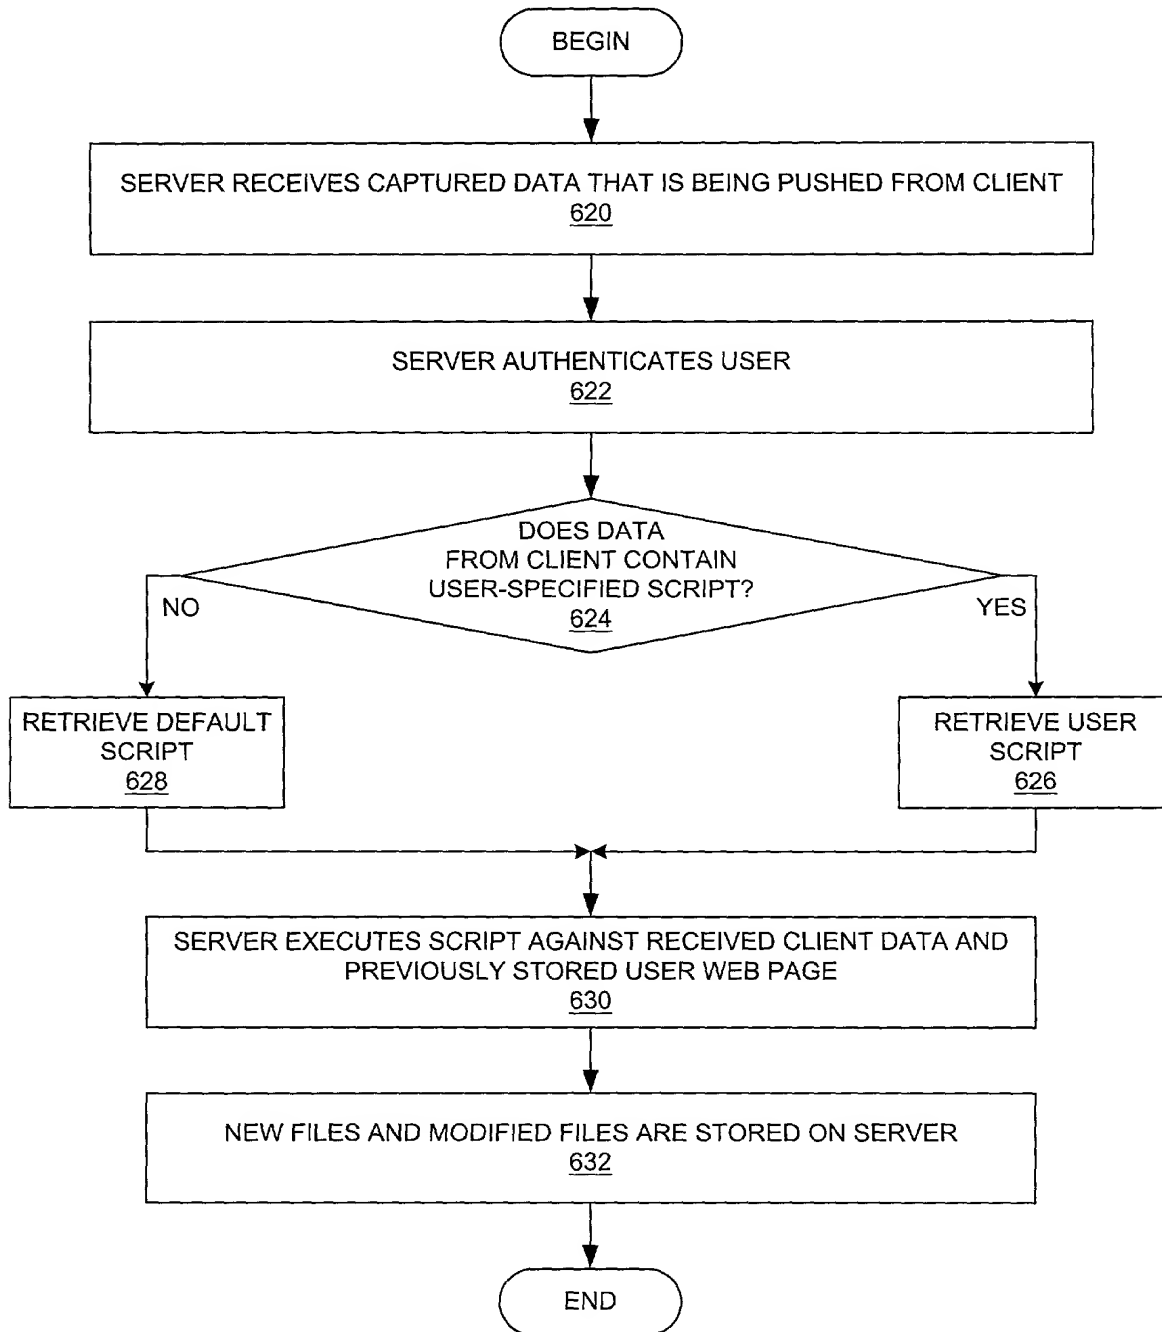 BEGIN
SERVER RECEIVES CAPTURED DATA THAT IS BEING PUSHED FROM CLIENT
620
SERVER AUTHENTICATES USER
622
DOES DATA
FROM CLIENT CONTAIN
USER-SPECIFIED SCRIPT?
624
NO
YES
RETRIEVE DEFAULT
SCRIPT
628
RETRIEVE USER
SCRIPT
626
SERVER EXECUTES SCRIPT AGAINST RECEIVED CLIENT DATA AND
PREVIOUSLY STORED USER WEB PAGE
630
NEW FILES AND MODIFIED FILES ARE STORED ON SERVER
632
END